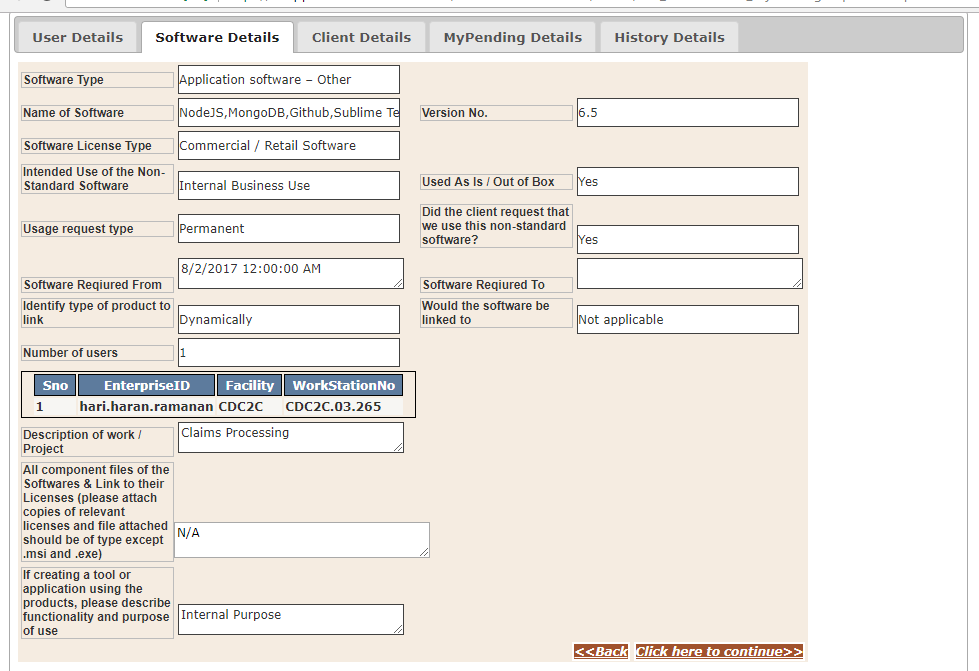 User Details Software Details Client Details MyPending Details History Details
Software Type Application software – Other
Name of Software NodeJS,MongoDB,Github,Sublime Te Version No. 6.5
Software License Type Commercial / Retail Software
Intended Use of the Non-
Standard Software Internal Business Use Used As Is / Out of Box Yes
Usage request type Permanent Did the client request that
we use this non-standard
software? Yes
Software Reqiured From 8/2/2017 12:00:00 AM Software Reqiured To
Identify type of product to
link Dynamically Would the software be
linked to Not applicable
Number of users 1
Sno EnterpriseID Facility WorkStationNo
1 hari.haran.ramanan CDC2C CDC2C.03.265
Description of work /
Project Claims Processing
All component files of the
Softwares & Link to their
Licenses (please attach
copies of relevant
licenses and file attached
should be of type except
.msi and .exe) N/A
If creating a tool or
application using the
products, please describe
functionality and purpose
of use Internal Purpose
<<Back Click here to continue>>